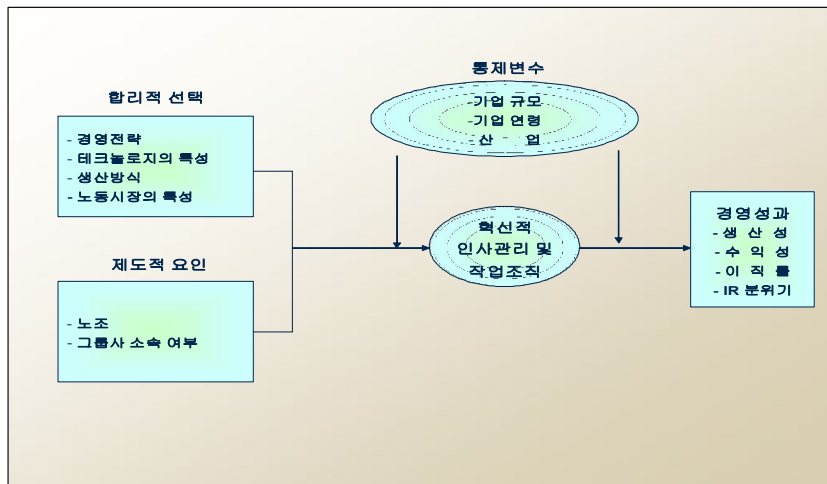 통제변수
-기업 규모
-기업 연령
-산 업
합리적 선택
- 경영전략
- 테크놀로지의 특성
- 생산방식
- 노동시장의 특성
제도적 요인
- 노조
- 그룹사 소속 여부
혁신적
인사관리 및
작업조직
경영성과
- 생 산 성
- 수 익 성
- 이 직 률
- IR 분위기